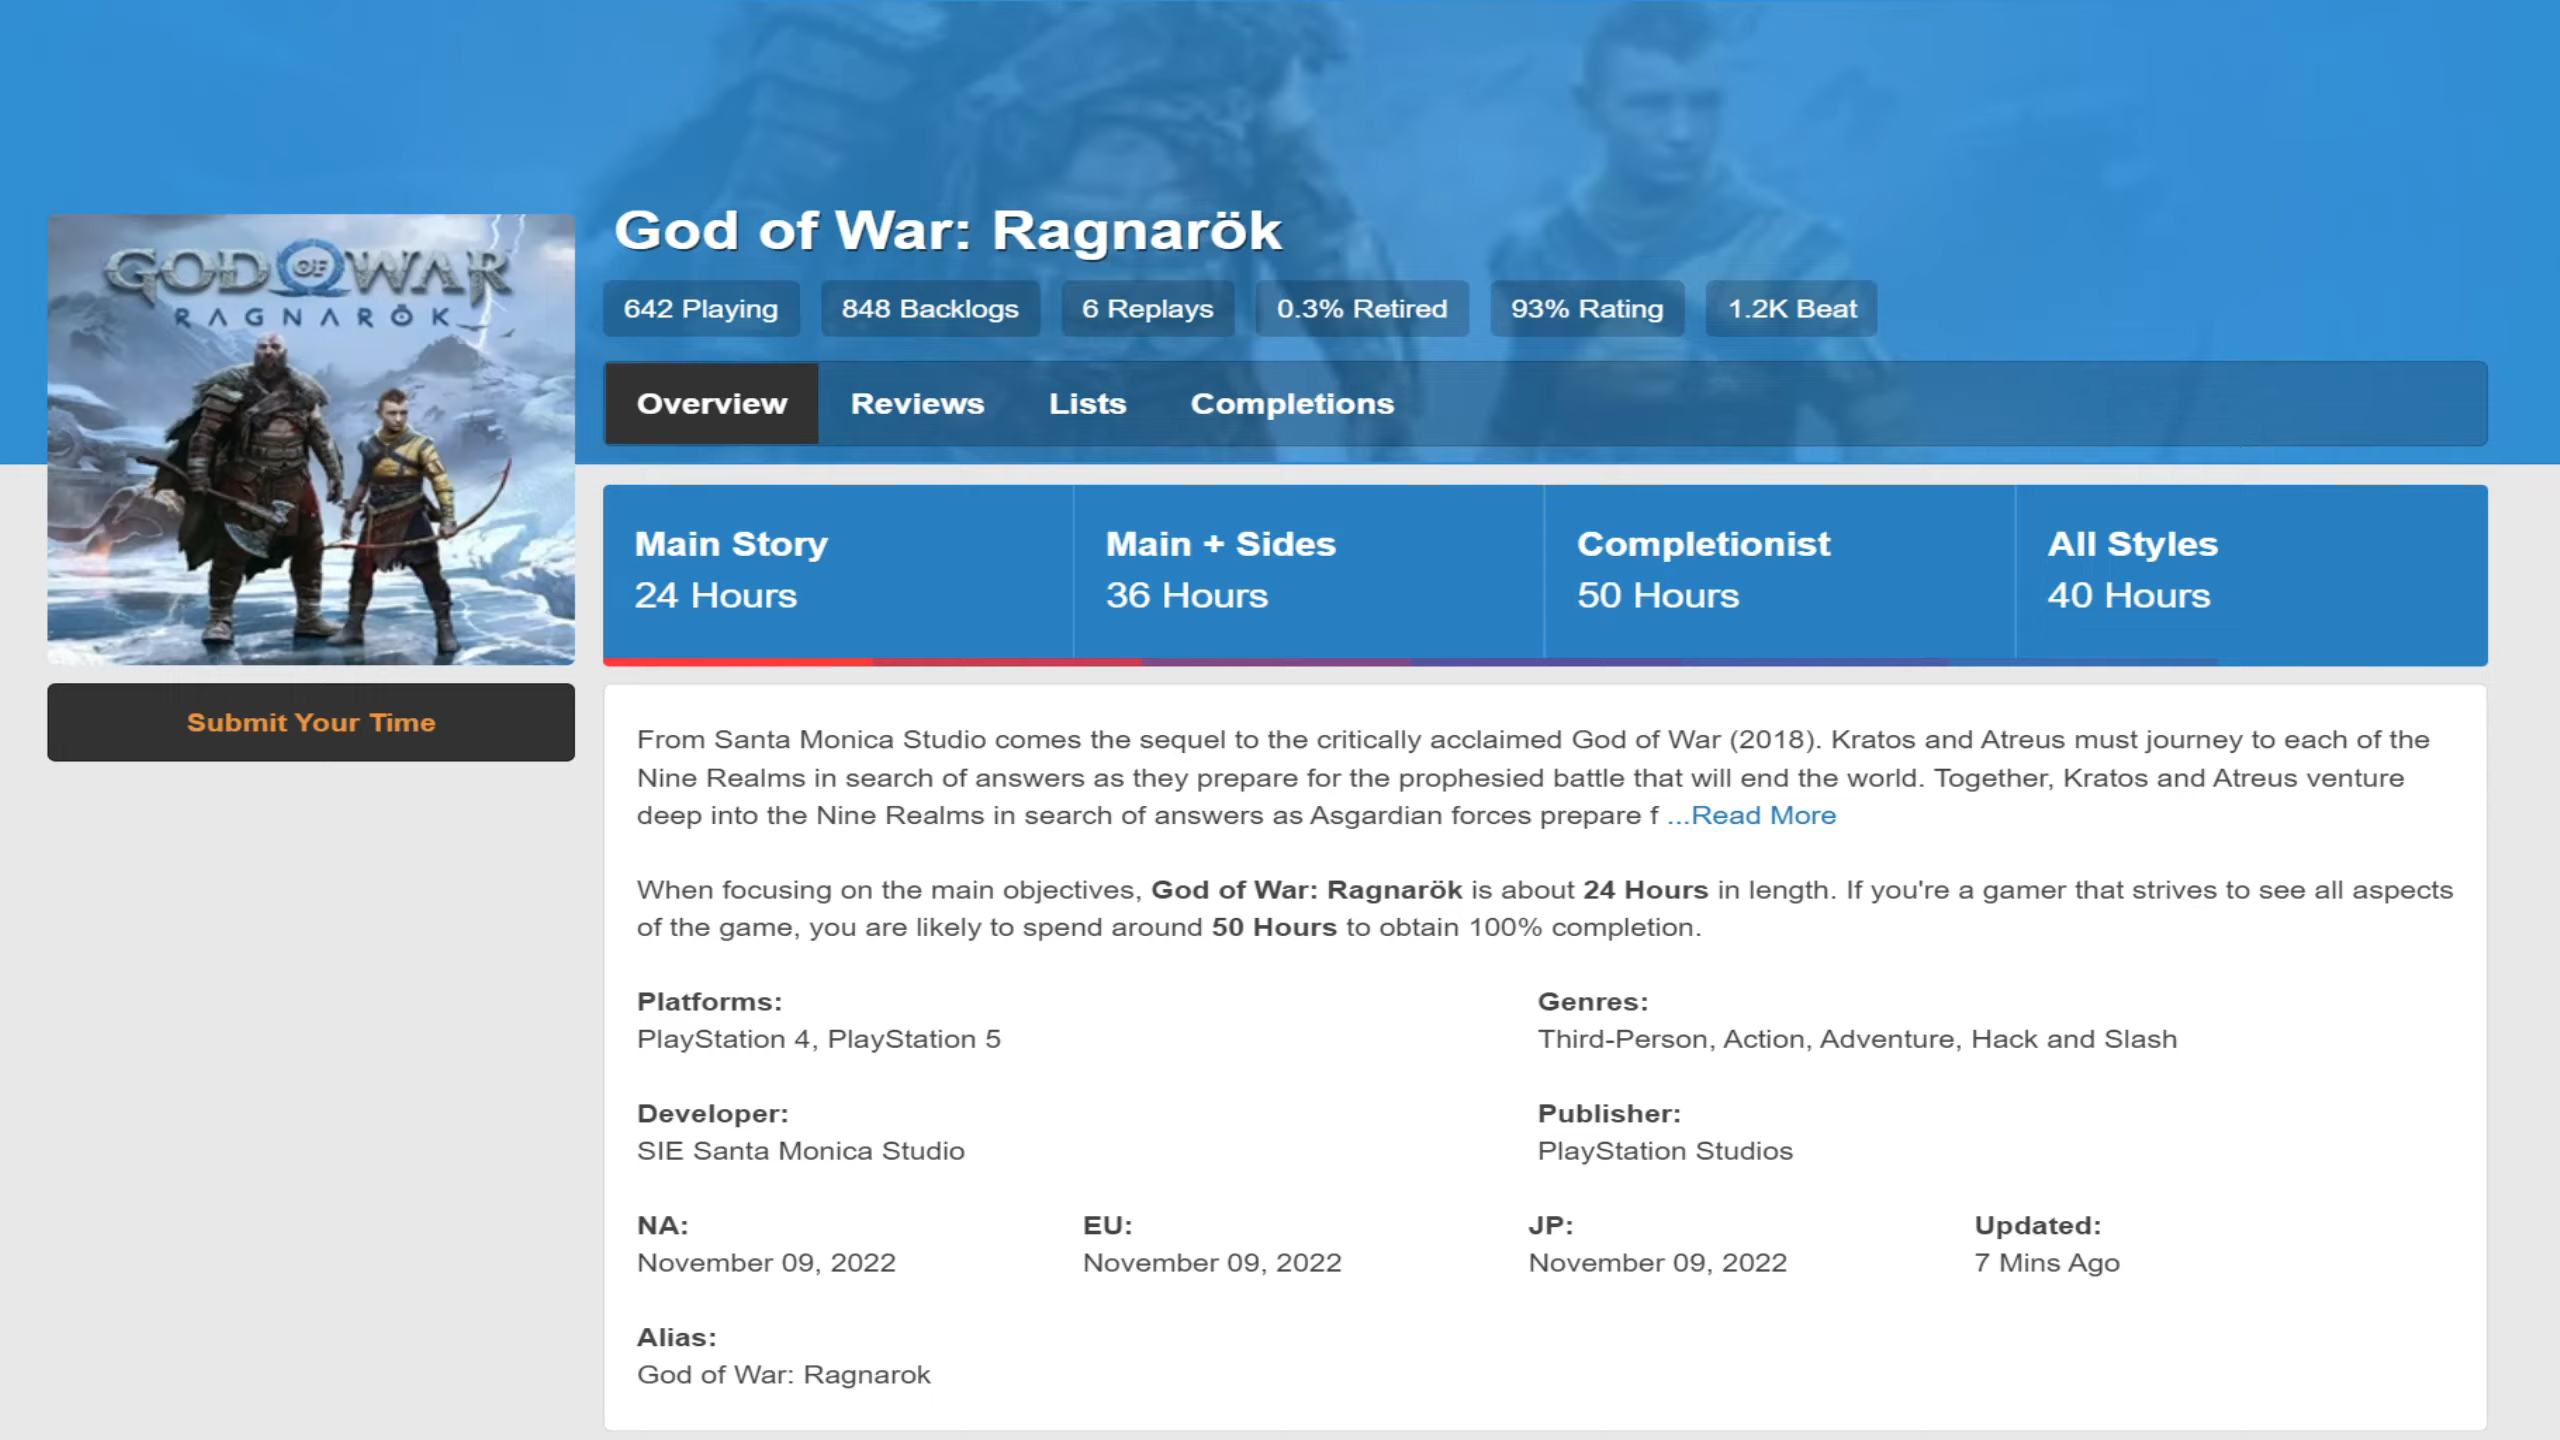 GOD OF WAR
RAGNARÖK
God of War: Ragnarök
642 Playing 848 Backlogs 6 Replays 0.3% Retired 93% Rating 1.2K Beat
Overview Reviews Lists Completions
Main Story Main + Sides Completionist All Styles
24 Hours 36 Hours 50 Hours 40 Hours
Submit Your Time
From Santa Monica Studio comes the sequel to the critically acclaimed God of War (2018). Kratos and Atreus must journey to each of the
Nine Realms in search of answers as they prepare for the prophesied battle that will end the world. Together, Kratos and Atreus venture
deep into the Nine Realms in search of answers as Asgardian forces prepare f ...Read More
When focusing on the main objectives, God of War: Ragnarök is about 24 Hours in length. If you're a gamer that strives to see all aspects
of the game, you are likely to spend around 50 Hours to obtain 100% completion.
Platforms: Genres:
PlayStation 4, PlayStation 5 Third-Person, Action, Adventure, Hack and Slash
Developer: Publisher:
SIE Santa Monica Studio PlayStation Studios
NA: EU: JP: Updated:
November 09, 2022 November 09, 2022 November 09, 2022 7 Mins Ago
Alias:
God of War: Ragnarok